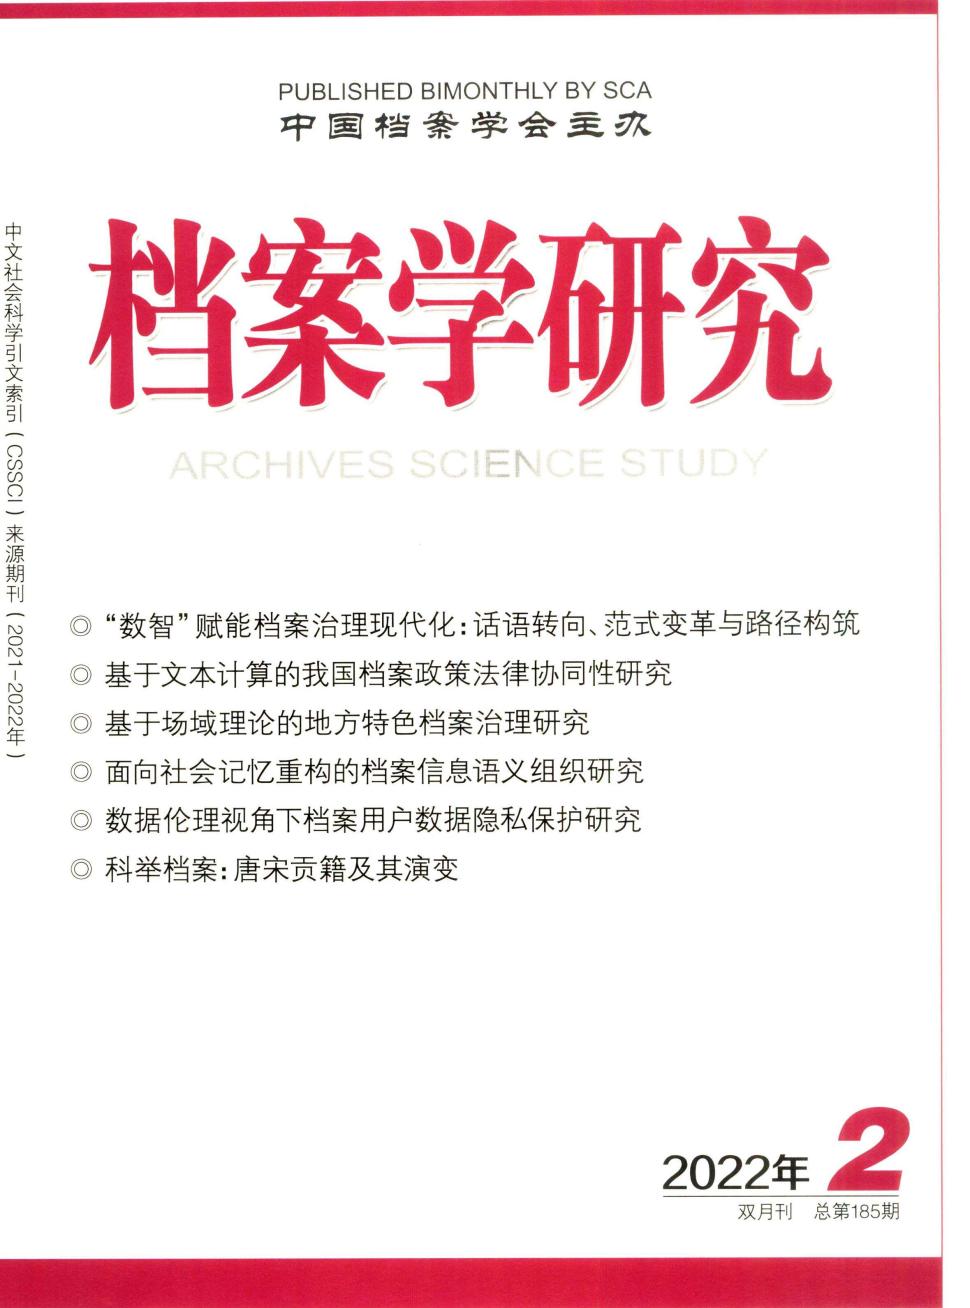 PUBLISHED BIMONTHLY BY SCA
中国档案学会主办
档案学研究
ARCHIVES SCIENCE STUDY
中文社会科学引文索引(CSSCI)来源期刊(2021-2022年)
◎ “数智”赋能档案治理现代化:话语转向、范式变革与路径构筑
◎ 基于文本计算的我国档案政策法律协同性研究
◎ 基于场域理论的地方特色档案治理研究
◎ 面向社会记忆重构的档案信息语义组织研究
◎ 数据伦理视角下档案用户数据隐私保护研究
◎ 科举档案:唐宋贡籍及其演变
2022年 2
双月刊 总第185期